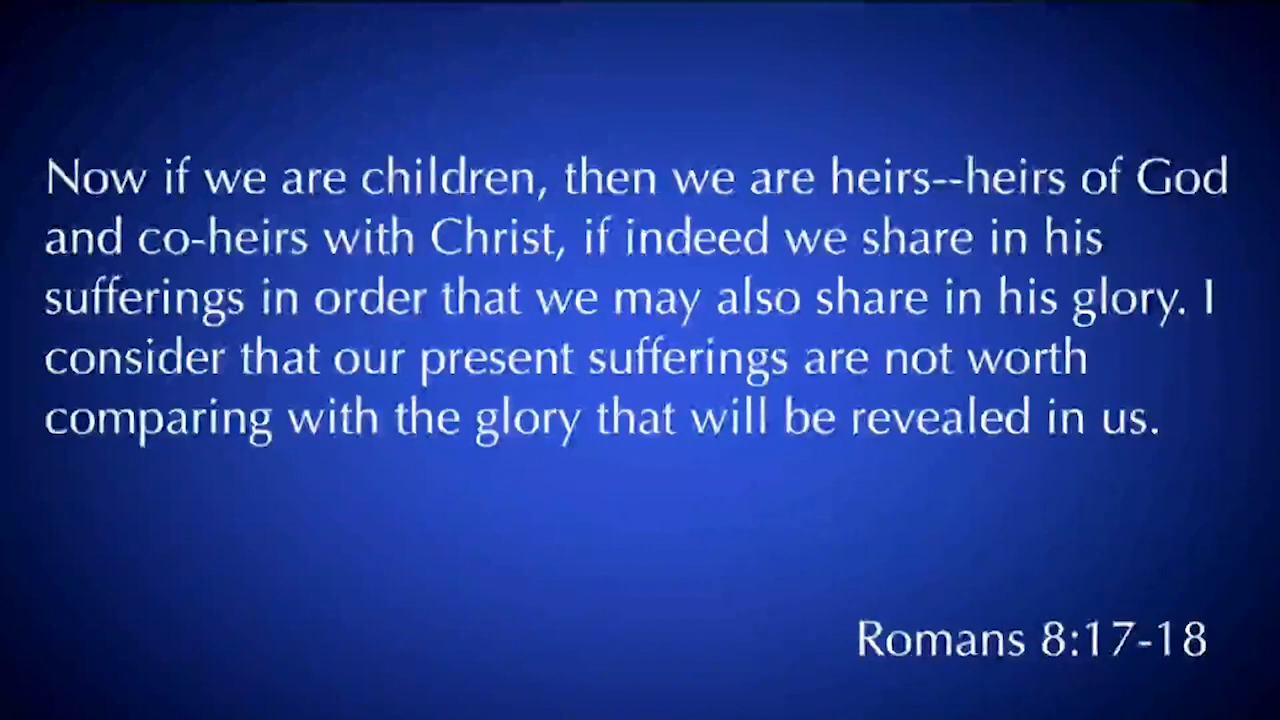 Now if we are children, then we are heirs--heirs of God
and co-heirs with Christ, if indeed we share in his
sufferings in order that we may also share in his glory. I
consider that our present sufferings are not worth
comparing with the glory that will be revealed in us.
Romans 8:17-18